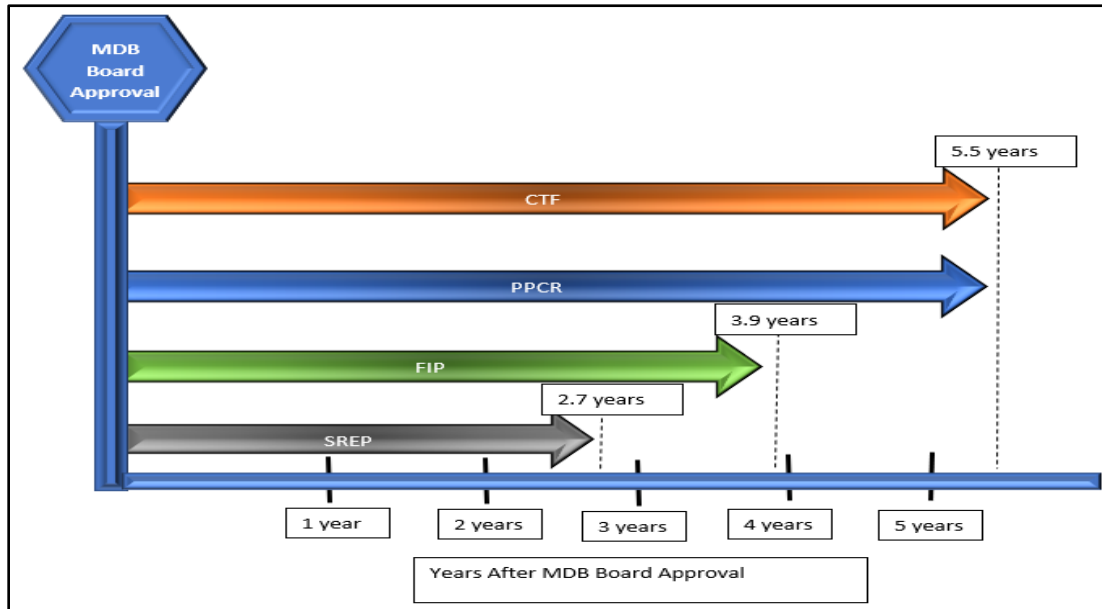 MDB
Board
Approval
5.5 years
CTF
PPCR
3.9 years
FIP
2.7 years
SREP
1 year
2 years
3 years
4 years
5 years
Years After MDB Board Approval